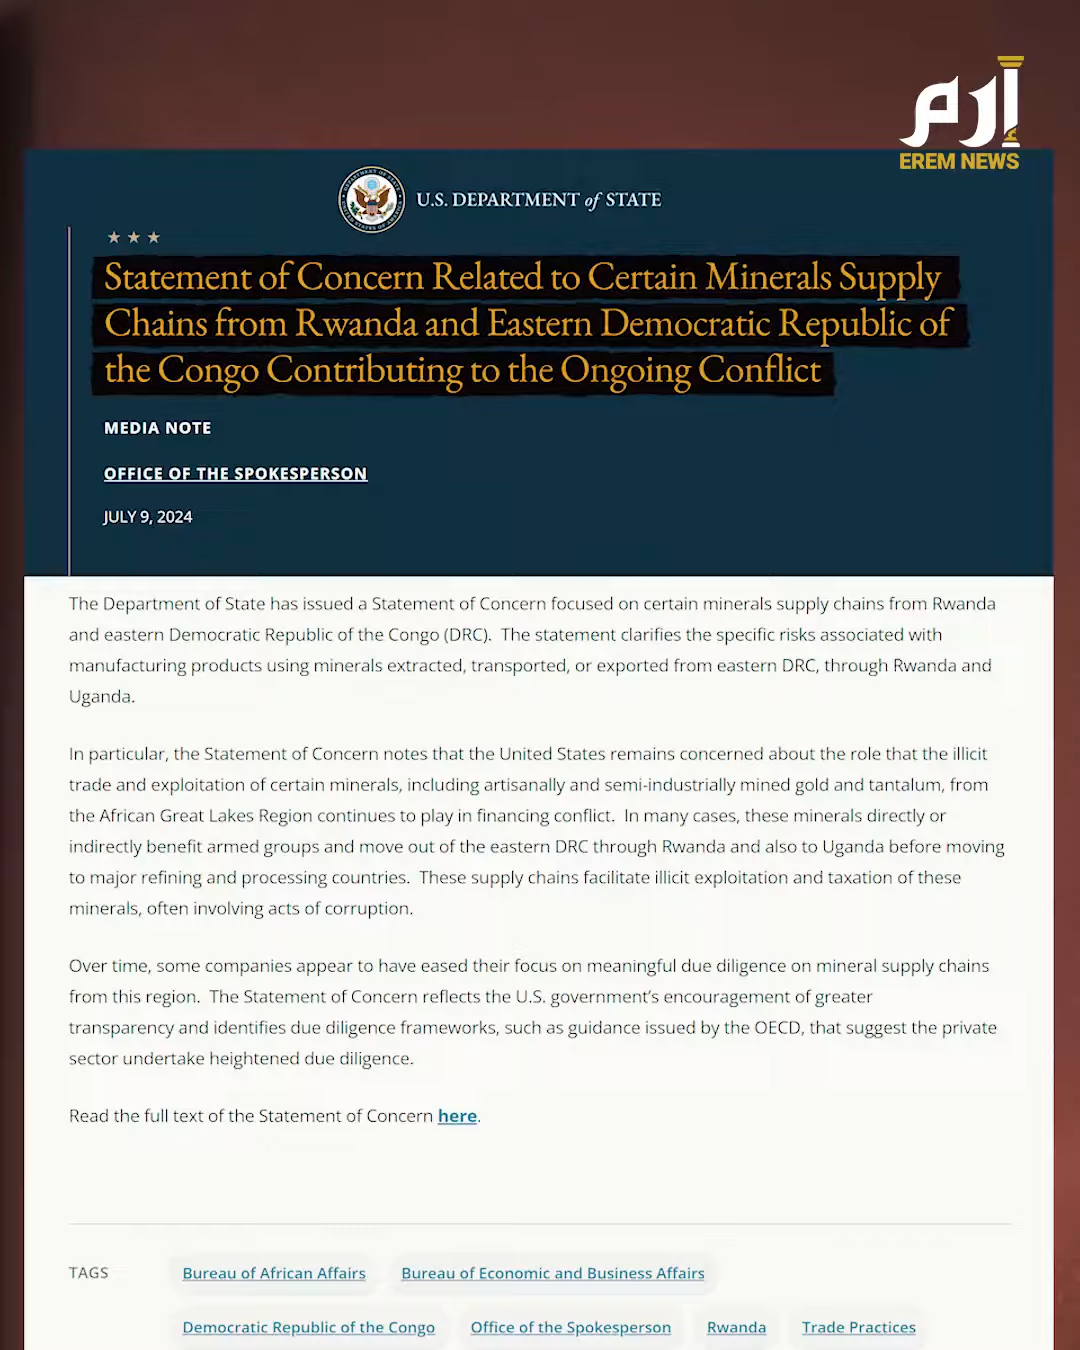 إرم
EREM NEWS
U.S. DEPARTMENT of STATE
Statement of Concern Related to Certain Minerals Supply
Chains from Rwanda and Eastern Democratic Republic of
the Congo Contributing to the Ongoing Conflict
MEDIA NOTE
OFFICE OF THE SPOKESPERSON
JULY 9, 2024
The Department of State has issued a Statement of Concern focused on certain minerals supply chains from Rwanda
and eastern Democratic Republic of the Congo (DRC).  The statement clarifies the specific risks associated with
manufacturing products using minerals extracted, transported, or exported from eastern DRC, through Rwanda and
Uganda.
In particular, the Statement of Concern notes that the United States remains concerned about the role that the illicit
trade and exploitation of certain minerals, including artisanally and semi-industrially mined gold and tantalum, from
the African Great Lakes Region continues to play in financing conflict.  In many cases, these minerals directly or
indirectly benefit armed groups and move out of the eastern DRC through Rwanda and also to Uganda before moving
to major refining and processing countries.  These supply chains facilitate illicit exploitation and taxation of these
minerals, often involving acts of corruption.
Over time, some companies appear to have eased their focus on meaningful due diligence on mineral supply chains
from this region.  The Statement of Concern reflects the U.S. government’s encouragement of greater
transparency and identifies due diligence frameworks, such as guidance issued by the OECD, that suggest the private
sector undertake heightened due diligence.
Read the full text of the Statement of Concern here.
TAGS
Bureau of African Affairs Bureau of Economic and Business Affairs
Democratic Republic of the Congo Office of the Spokesperson Rwanda Trade Practices